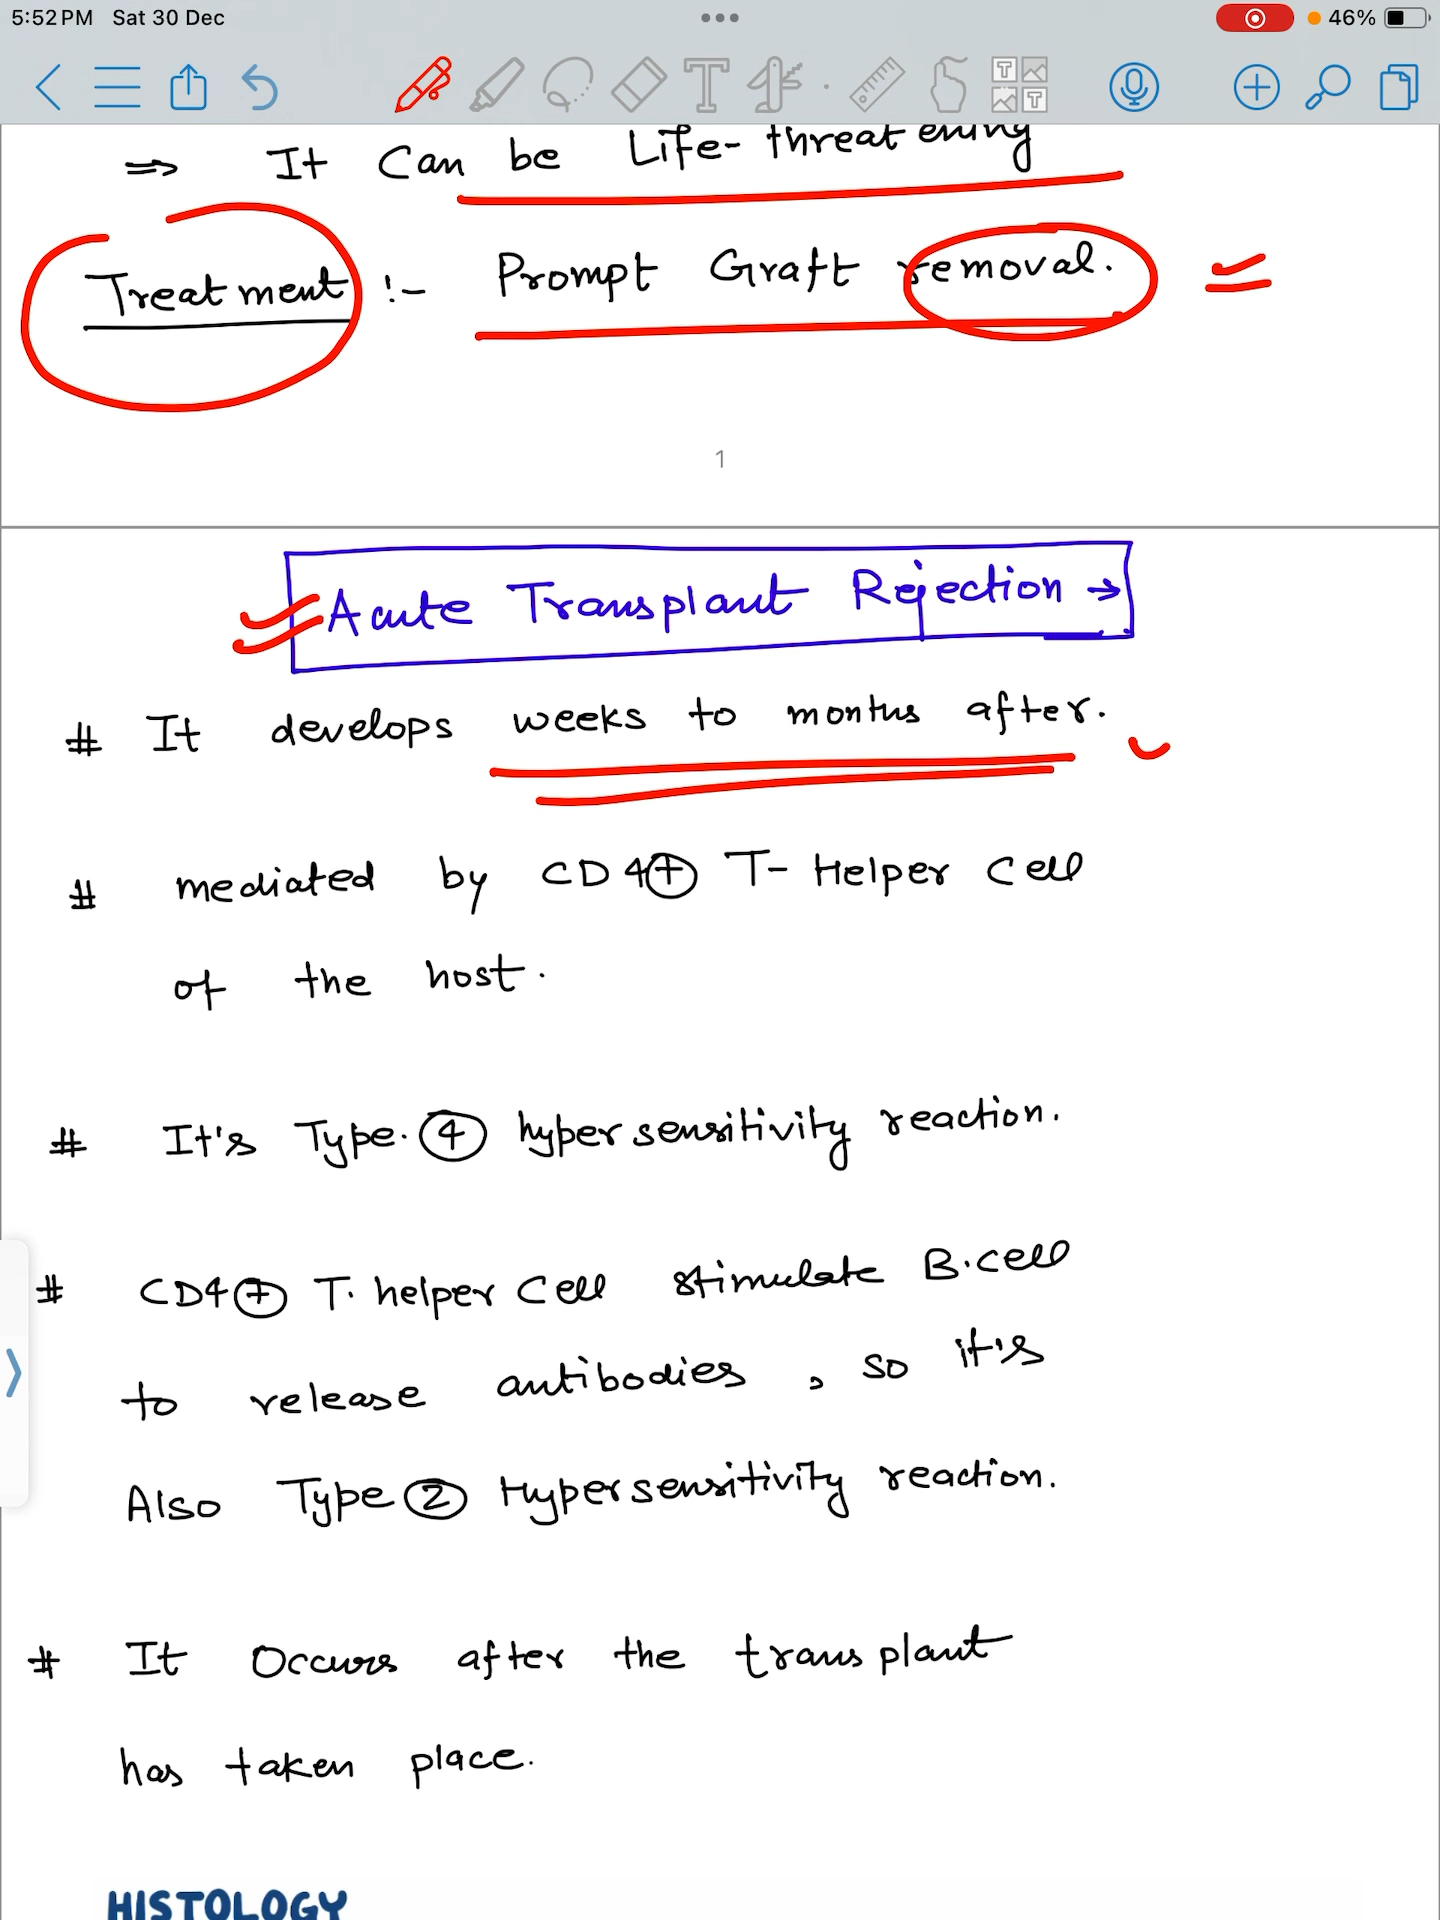 5:52 PM Sat 30 Dec
46%
⇒ It Can be Life-threatening
Treatment :- Prompt Graft removal.
1
Acute Transplant Rejection →
# It develops weeks to months after.
# mediated by CD4⊕ T-Helper Cell
of the host.
# It's Type-④ hypersensitivity reaction.
# CD4⊕ T. helper Cell stimulate B.cell
to release antibodies, so it's
Also Type② Hypersensitivity reaction.
# It Occurs after the transplant
has taken place.
HISTOLOGY